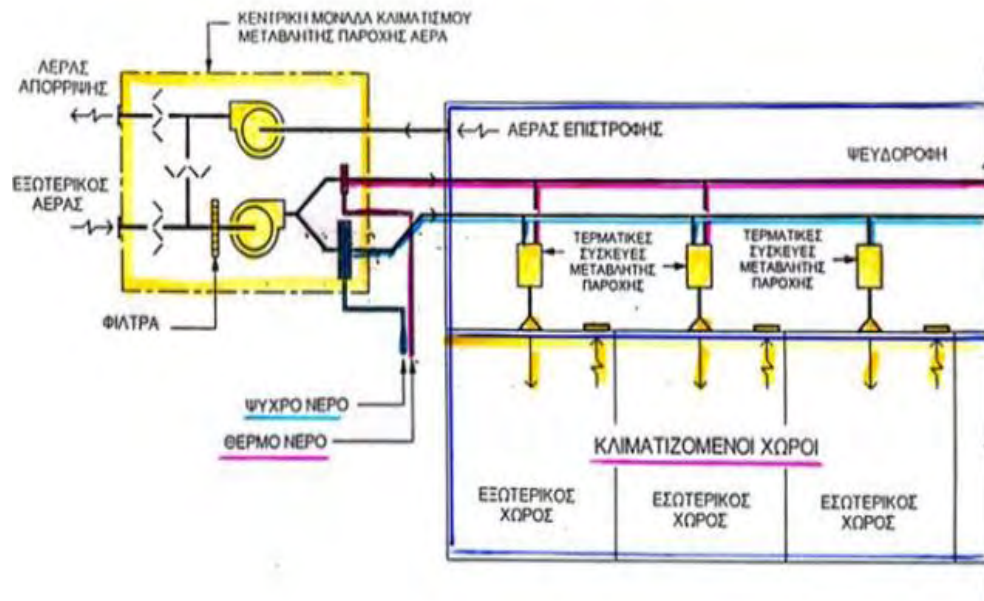 ΚΕΝΤΡΙΚΗ ΜΟΝΑΔΑ ΚΛΙΜΑΤΙΣΜΟΥ
ΜΕΤΑΒΛΗΤΗΣ ΠΑΡΟΧΗΣ ΑΕΡΑ
ΑΕΡΑΣ
ΑΠΟΡΡΙΨΗΣ
ΑΕΡΑΣ ΕΠΙΣΤΡΟΦΗΣ
ΨΕΥΔΟΡΟΦΗ
ΕΞΩΤΕΡΙΚΟΣ
ΑΕΡΑΣ
ΤΕΡΜΑΤΙΚΕΣ
ΣΥΣΚΕΥΕΣ
ΜΕΤΑΒΛΗΤΗΣ
ΠΑΡΟΧΗΣ
ΤΕΡΜΑΤΙΚΕΣ
ΣΥΣΚΕΥΕΣ
ΜΕΤΑΒΛΗΤΗΣ
ΠΑΡΟΧΗΣ
ΦΙΛΤΡΑ
ΨΥΧΡΟ ΝΕΡΟ
ΘΕΡΜΟ ΝΕΡΟ
ΚΛΙΜΑΤΙΖΟΜΕΝΟΙ ΧΩΡΟΙ
ΕΞΩΤΕΡΙΚΟΣ
ΧΩΡΟΣ
ΕΣΩΤΕΡΙΚΟΣ
ΧΩΡΟΣ
ΕΣΩΤΕΡΙΚΟΣ
ΧΩΡΟΣ